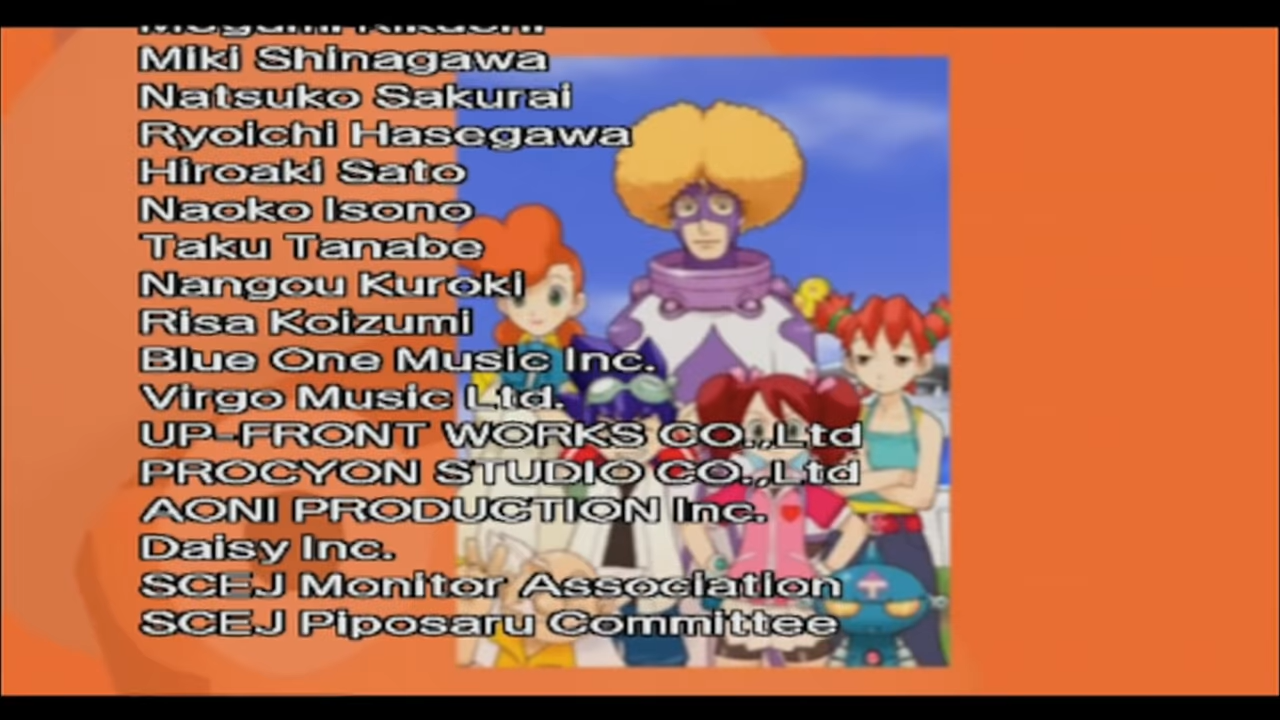 Miki Shinagawa
Natsuko Sakurai
Ryoichi Hasegawa
Hiroaki Sato
Naoko Isono
Taku Tanabe
Nangou Kuroki
Risa Koizumi
Blue One Music Inc.
Virgo Music Ltd.
UP-FRONT WORKS CO.,Ltd
PROCYON STUDIO CO.,Ltd
AONI PRODUCTION Inc.
Daisy Inc.
SCEJ Monitor Association
SCEJ Piposaru Committee